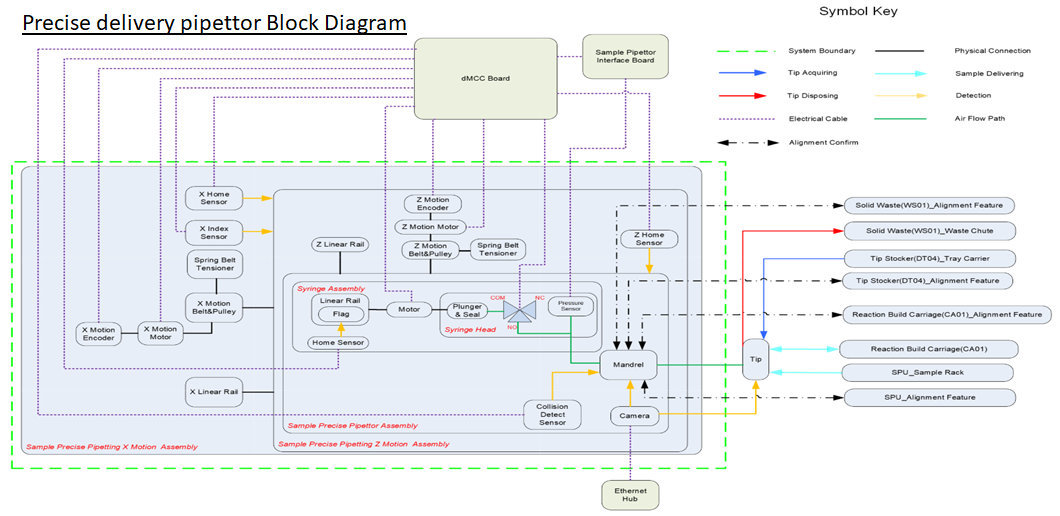 Precise delivery pipettor Block Diagram
Symbol Key
System Boundary
Physical Connection
Tip Acquiring
Sample Delivering
Tip Disposing
Detection
Electrical Cable
Air Flow Path
Alignment Confirm
dMCC Board
Sample Pipettor
Interface Board
X Home
Sensor
X Index
Sensor
Spring Belt
Tensioner
X Motion
Belt&Pulley
X Motion
Encoder
X Motion
Motor
X Linear Rail
Z Motion
Encoder
Z Motion Motor
Z Motion
Belt&Pulley
Spring Belt
Tensioner
Z Linear Rail
Z Home
Sensor
Syringe Assembly
Linear Rail
Flag
Home Sensor
Motor
Plunger
& Seal
Syringe Head
COM
NC
NO
Pressure
Sensor
Mandrel
Tip
Collision
Detect
Sensor
Camera
Sample Precise Pipettor Assembly
Sample Precise Pipetting Z Motion Assembly
Sample Precise Pipetting X Motion Assembly
Ethernet
Hub
Solid Waste(WS01)_Alignment Feature
Solid Waste(WS01)_Waste Chute
Tip Stocker(DT04)_Tray Carrier
Tip Stocker(DT04)_Alignment Feature
Reaction Build Carriage(CA01)_Alignment Feature
Reaction Build Carriage(CA01)
SPU_Sample Rack
SPU_Alignment Feature